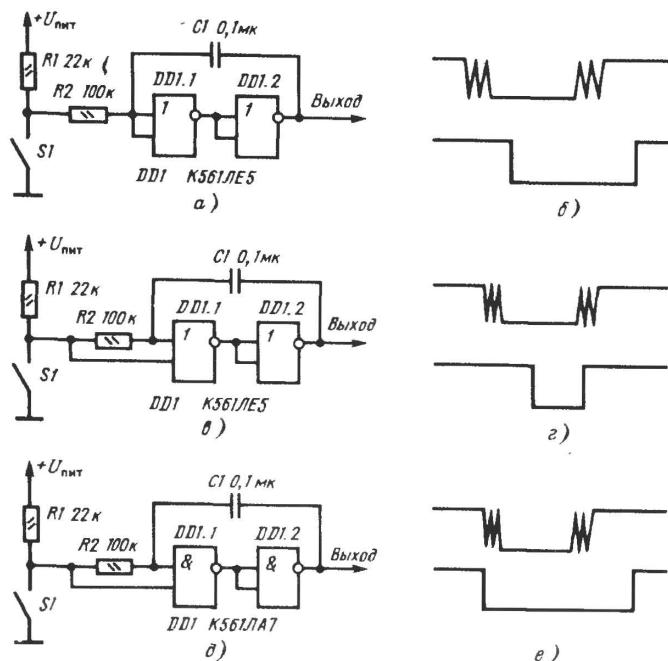 +Uпит
R1 22к
R2 100к
S1
C1 0,1мк
DD1.1
DD1.2
1
1
Выход
DD1 К561ЛЕ5
а)
б)
+Uпит
R1 22к
R2 100к
S1
C1 0,1мк
DD1.1
DD1.2
1
1
Выход
DD1 К561ЛЕ5
в)
г)
+Uпит
R1 22к
R2 100к
S1
C1 0,1мк
DD1.1
DD1.2
&
&
Выход
DD1 К561ЛА7
д)
е)